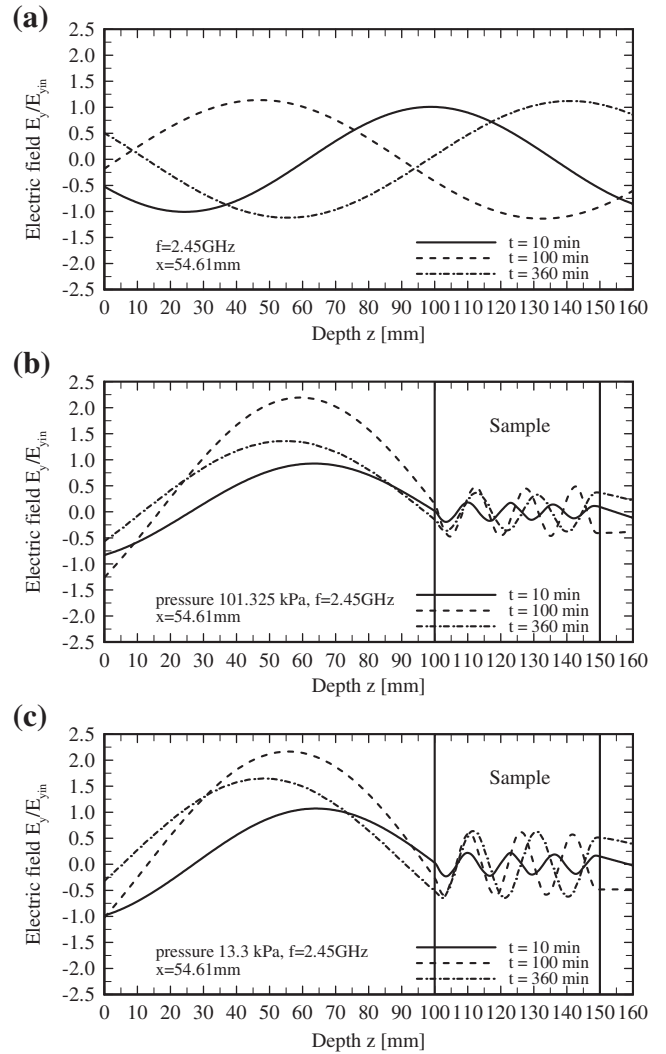 (a)
2.5
2.0
1.5
1.0
0.5
0.0
-0.5
-1.0
-1.5
-2.0
-2.5
Electric field E_y/E_yin
f=2.45GHz
x=54.61mm
t = 10 min
t = 100 min
t = 360 min
0 10 20 30 40 50 60 70 80 90 100 110 120 130 140 150 160
Depth z [mm]
(b)
2.5
2.0
1.5
1.0
0.5
0.0
-0.5
-1.0
-1.5
-2.0
-2.5
Electric field E_y/E_yin
Sample
pressure 101.325 kPa, f=2.45GHz
x=54.61mm
t = 10 min
t = 100 min
t = 360 min
0 10 20 30 40 50 60 70 80 90 100 110 120 130 140 150 160
Depth z [mm]
(c)
2.5
2.0
1.5
1.0
0.5
0.0
-0.5
-1.0
-1.5
-2.0
-2.5
Electric field E_y/E_yin
Sample
pressure 13.3 kPa, f=2.45GHz
x=54.61mm
t = 10 min
t = 100 min
t = 360 min
0 10 20 30 40 50 60 70 80 90 100 110 120 130 140 150 160
Depth z [mm]